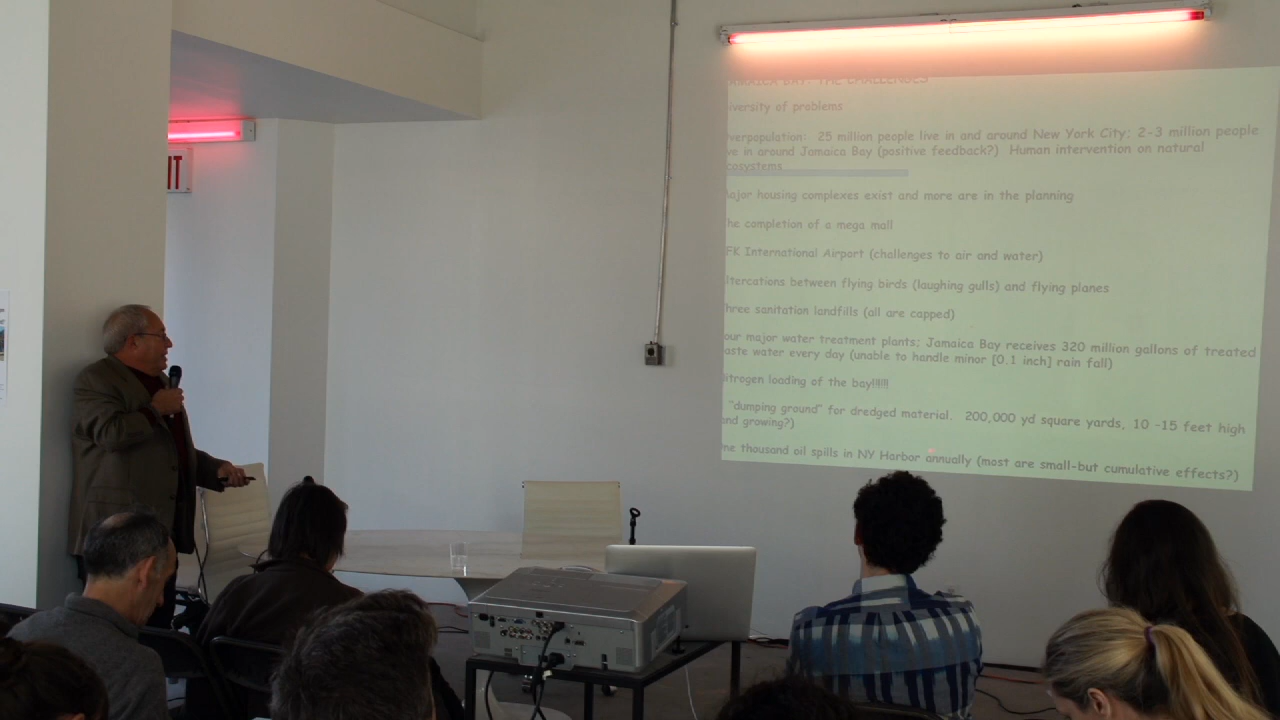 JAMAICA BAY: THE CHALLENGES
iversity of problems
verpopulation: 25 million people live in and around New York City; 2-3 million people
ve in around Jamaica Bay (positive feedback?) Human intervention on natural
cosystems
ajor housing complexes exist and more are in the planning
he completion of a mega mall
FK International Airport (challenges to air and water)
ltercations between flying birds (laughing gulls) and flying planes
hree sanitation landfills (all are capped)
our major water treatment plants; Jamaica Bay receives 320 million gallons of treated
aste water every day (unable to handle minor [0.1 inch] rain fall)
itrogen loading of the bay!!!!!!
"dumping ground" for dredged material. 200,000 yd square yards, 10 -15 feet high
nd growing?)
ne thousand oil spills in NY Harbor annually (most are small-but cumulative effects?)
IT